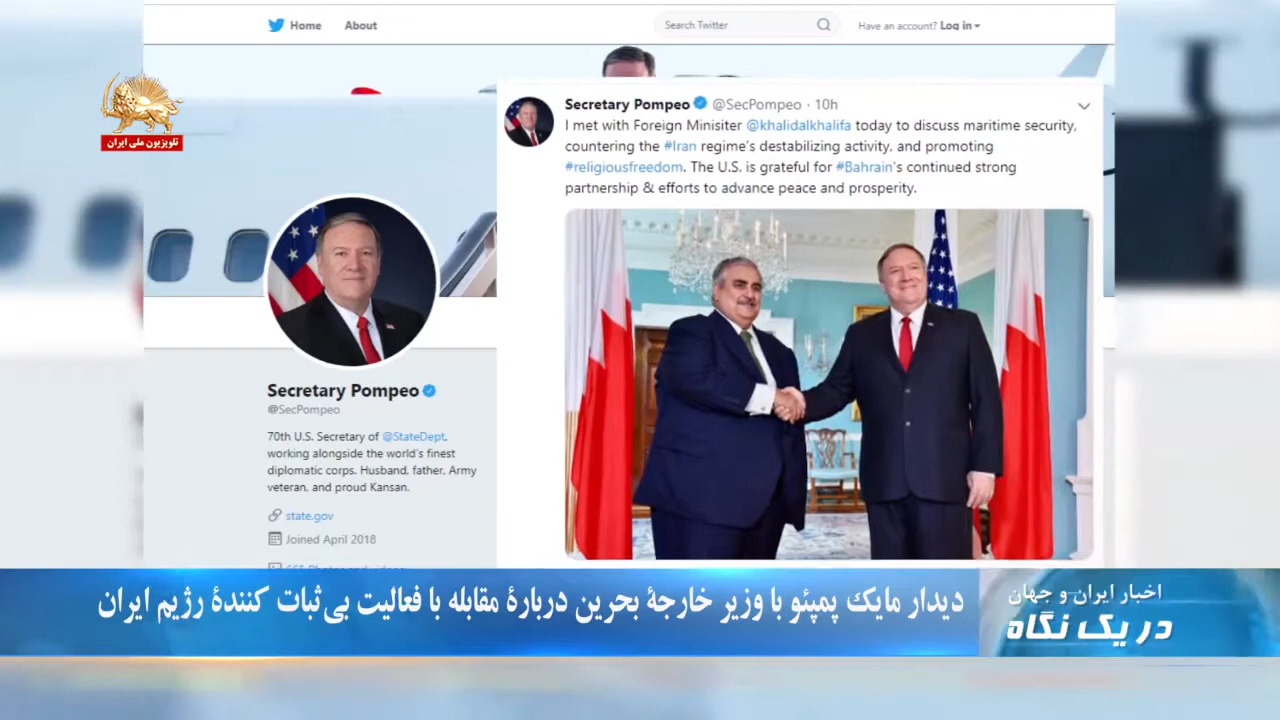 Home About Search Twitter Have an account? Log in
تلویزیون ملی ایران
Secretary Pompeo @SecPompeo · 10h
I met with Foreign Minisiter @khalidalkhalifa today to discuss maritime security,
countering the #Iran regime's destabilizing activity, and promoting
#religiousfreedom. The U.S. is grateful for #Bahrain's continued strong
partnership & efforts to advance peace and prosperity.
Secretary Pompeo
@SecPompeo
70th U.S. Secretary of @StateDept,
working alongside the world's finest
diplomatic corps. Husband, father, Army
veteran, and proud Kansan.
state.gov
Joined April 2018
دیدار مایک پمپئو با وزیر خارجهٔ بحرین دربارهٔ مقابله با فعالیت بی‌ثبات کنندهٔ رژیم ایران
اخبار ایران و جهان
در یک نگاه